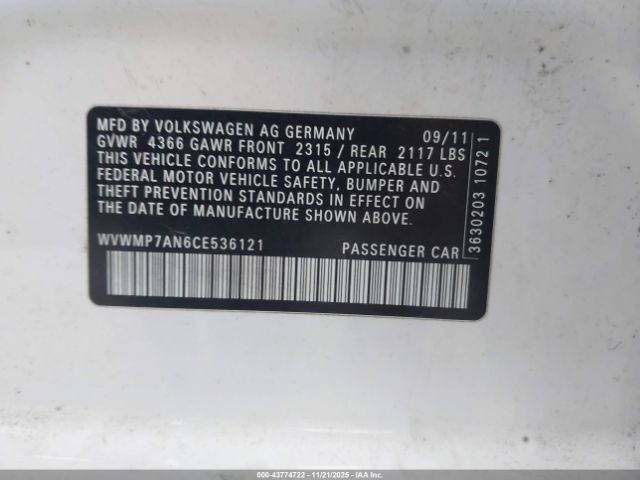 MFD BY VOLKSWAGEN AG GERMANY 09/11
GVWR 4366 GAWR FRONT 2315 / REAR 2117 LBS
THIS VEHICLE CONFORMS TO ALL APPLICABLE U.S.
FEDERAL MOTOR VEHICLE SAFETY, BUMPER AND
THEFT PREVENTION STANDARDS IN EFFECT ON
THE DATE OF MANUFACTURE SHOWN ABOVE.
WVWMP7AN6CE536121 PASSENGER CAR
3630203 1072 1
000-43774722 - 11/21/2025 - IAAI.CA